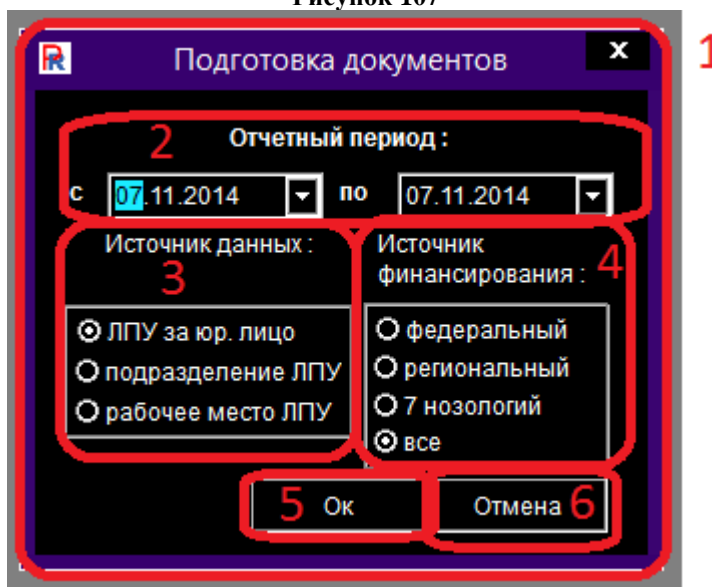 Рисунок 107
Подготовка документов x
1
2 Отчетный период :
с 07.11.2014 по 07.11.2014
Источник данных :
3
ЛПУ за юр. лицо
подразделение ЛПУ
рабочее место ЛПУ
Источник
финансирования : 4
федеральный
региональный
7 нозологий
все
5 Ок
Отмена 6